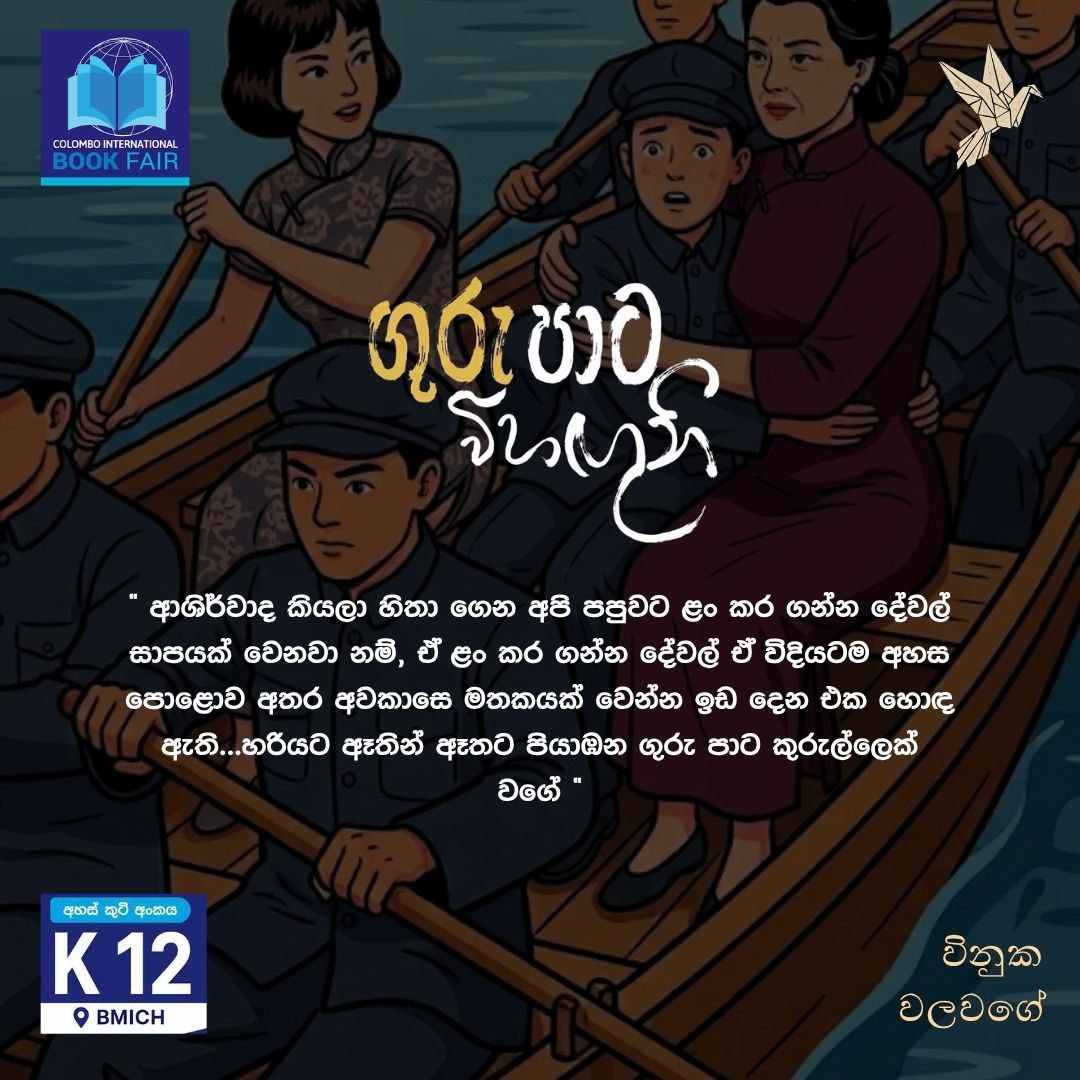 COLOMBO INTERNATIONAL
BOOK FAIR
ගුරු පාට
විහඟුනි
" ආශිර්වාද කියලා හිතා ගෙන අපි පපුවට ළං කර ගන්න දේවල්
සාපයක් වෙනවා නම්, ඒ ළං කර ගන්න දේවල් ඒ විදියටම අහස
පොළොව අතර අවකාසෙ මතකයක් වෙන්න ඉඩ දෙන එක හොඳ
ඇති...හරියට ඈතින් ඈතට පියාඹන ගුරු පාට කුරුල්ලෙක්
වගේ "
අහස් කුටි අංකය
K 12
BMICH
විනුක
වලවගේ